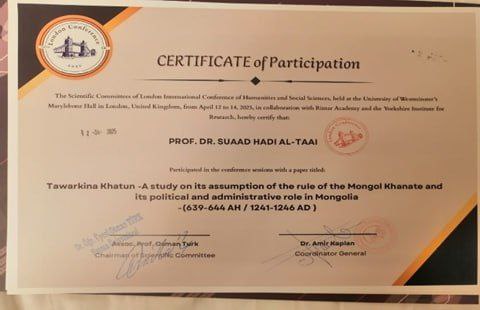 London Conference
CERTIFICATE of Participation
The Scientific Committees of London International Conference of Humanities and Social Sciences, held at the University of Westminster's
Marylebone Hall in London, United Kingdom, from April 12 to 14, 2025, in collaboration with Rimar Academy and the Yorkshire Institute for
Research, hereby certify that:
2025
PROF. DR. SUAAD HADI AL-TAAI
Participated in the conference sessions with a paper titled:
Tawarkina Khatun -A study on its assumption of the rule of the Mongol Khanate and
its political and administrative role in Mongolia
-(639-644 AH / 1241-1246 AD )
Assoc. Prof. Osman Turk
Chairman of Scientific Committee
Dr. Amir Kaplan
Coordinator General